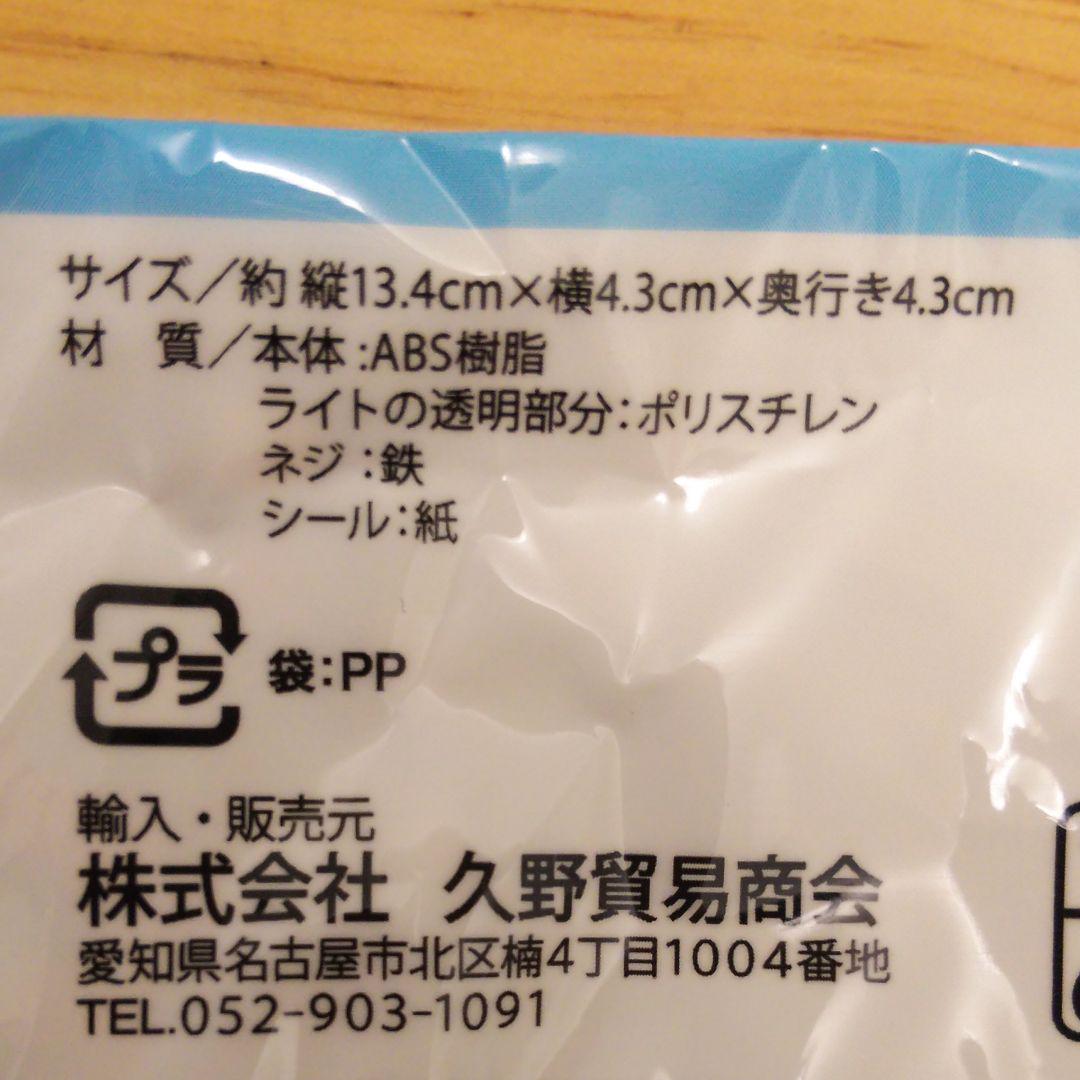 サイズ／約 縦13.4cm×横4.3cm×奥行き4.3cm
材　質／本体:ABS樹脂
ライトの透明部分:ポリスチレン
ネジ:鉄
シール:紙
プラ 袋:PP
輸入・販売元
株式会社 久野貿易商会
愛知県名古屋市北区楠4丁目1004番地
TEL.052-903-1091